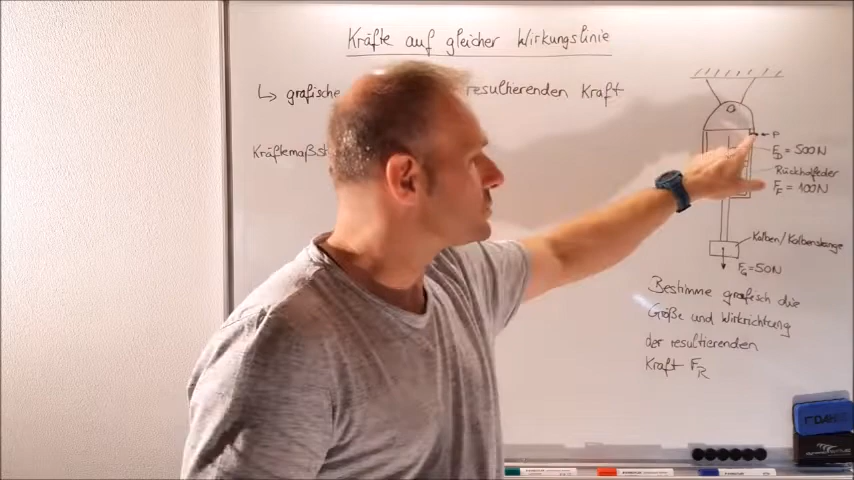 Kräfte auf gleicher Wirkungslinie
↳ grafische resultierenden Kraft
Kräftemaßst
P
F_D = 500N
Rückholfeder
F_F = 100N
Kolben/Kolbenstange
F_G = 50N
Bestimme grafisch die
Größe und Wirkrichtung
der resultierenden
Kraft F_R